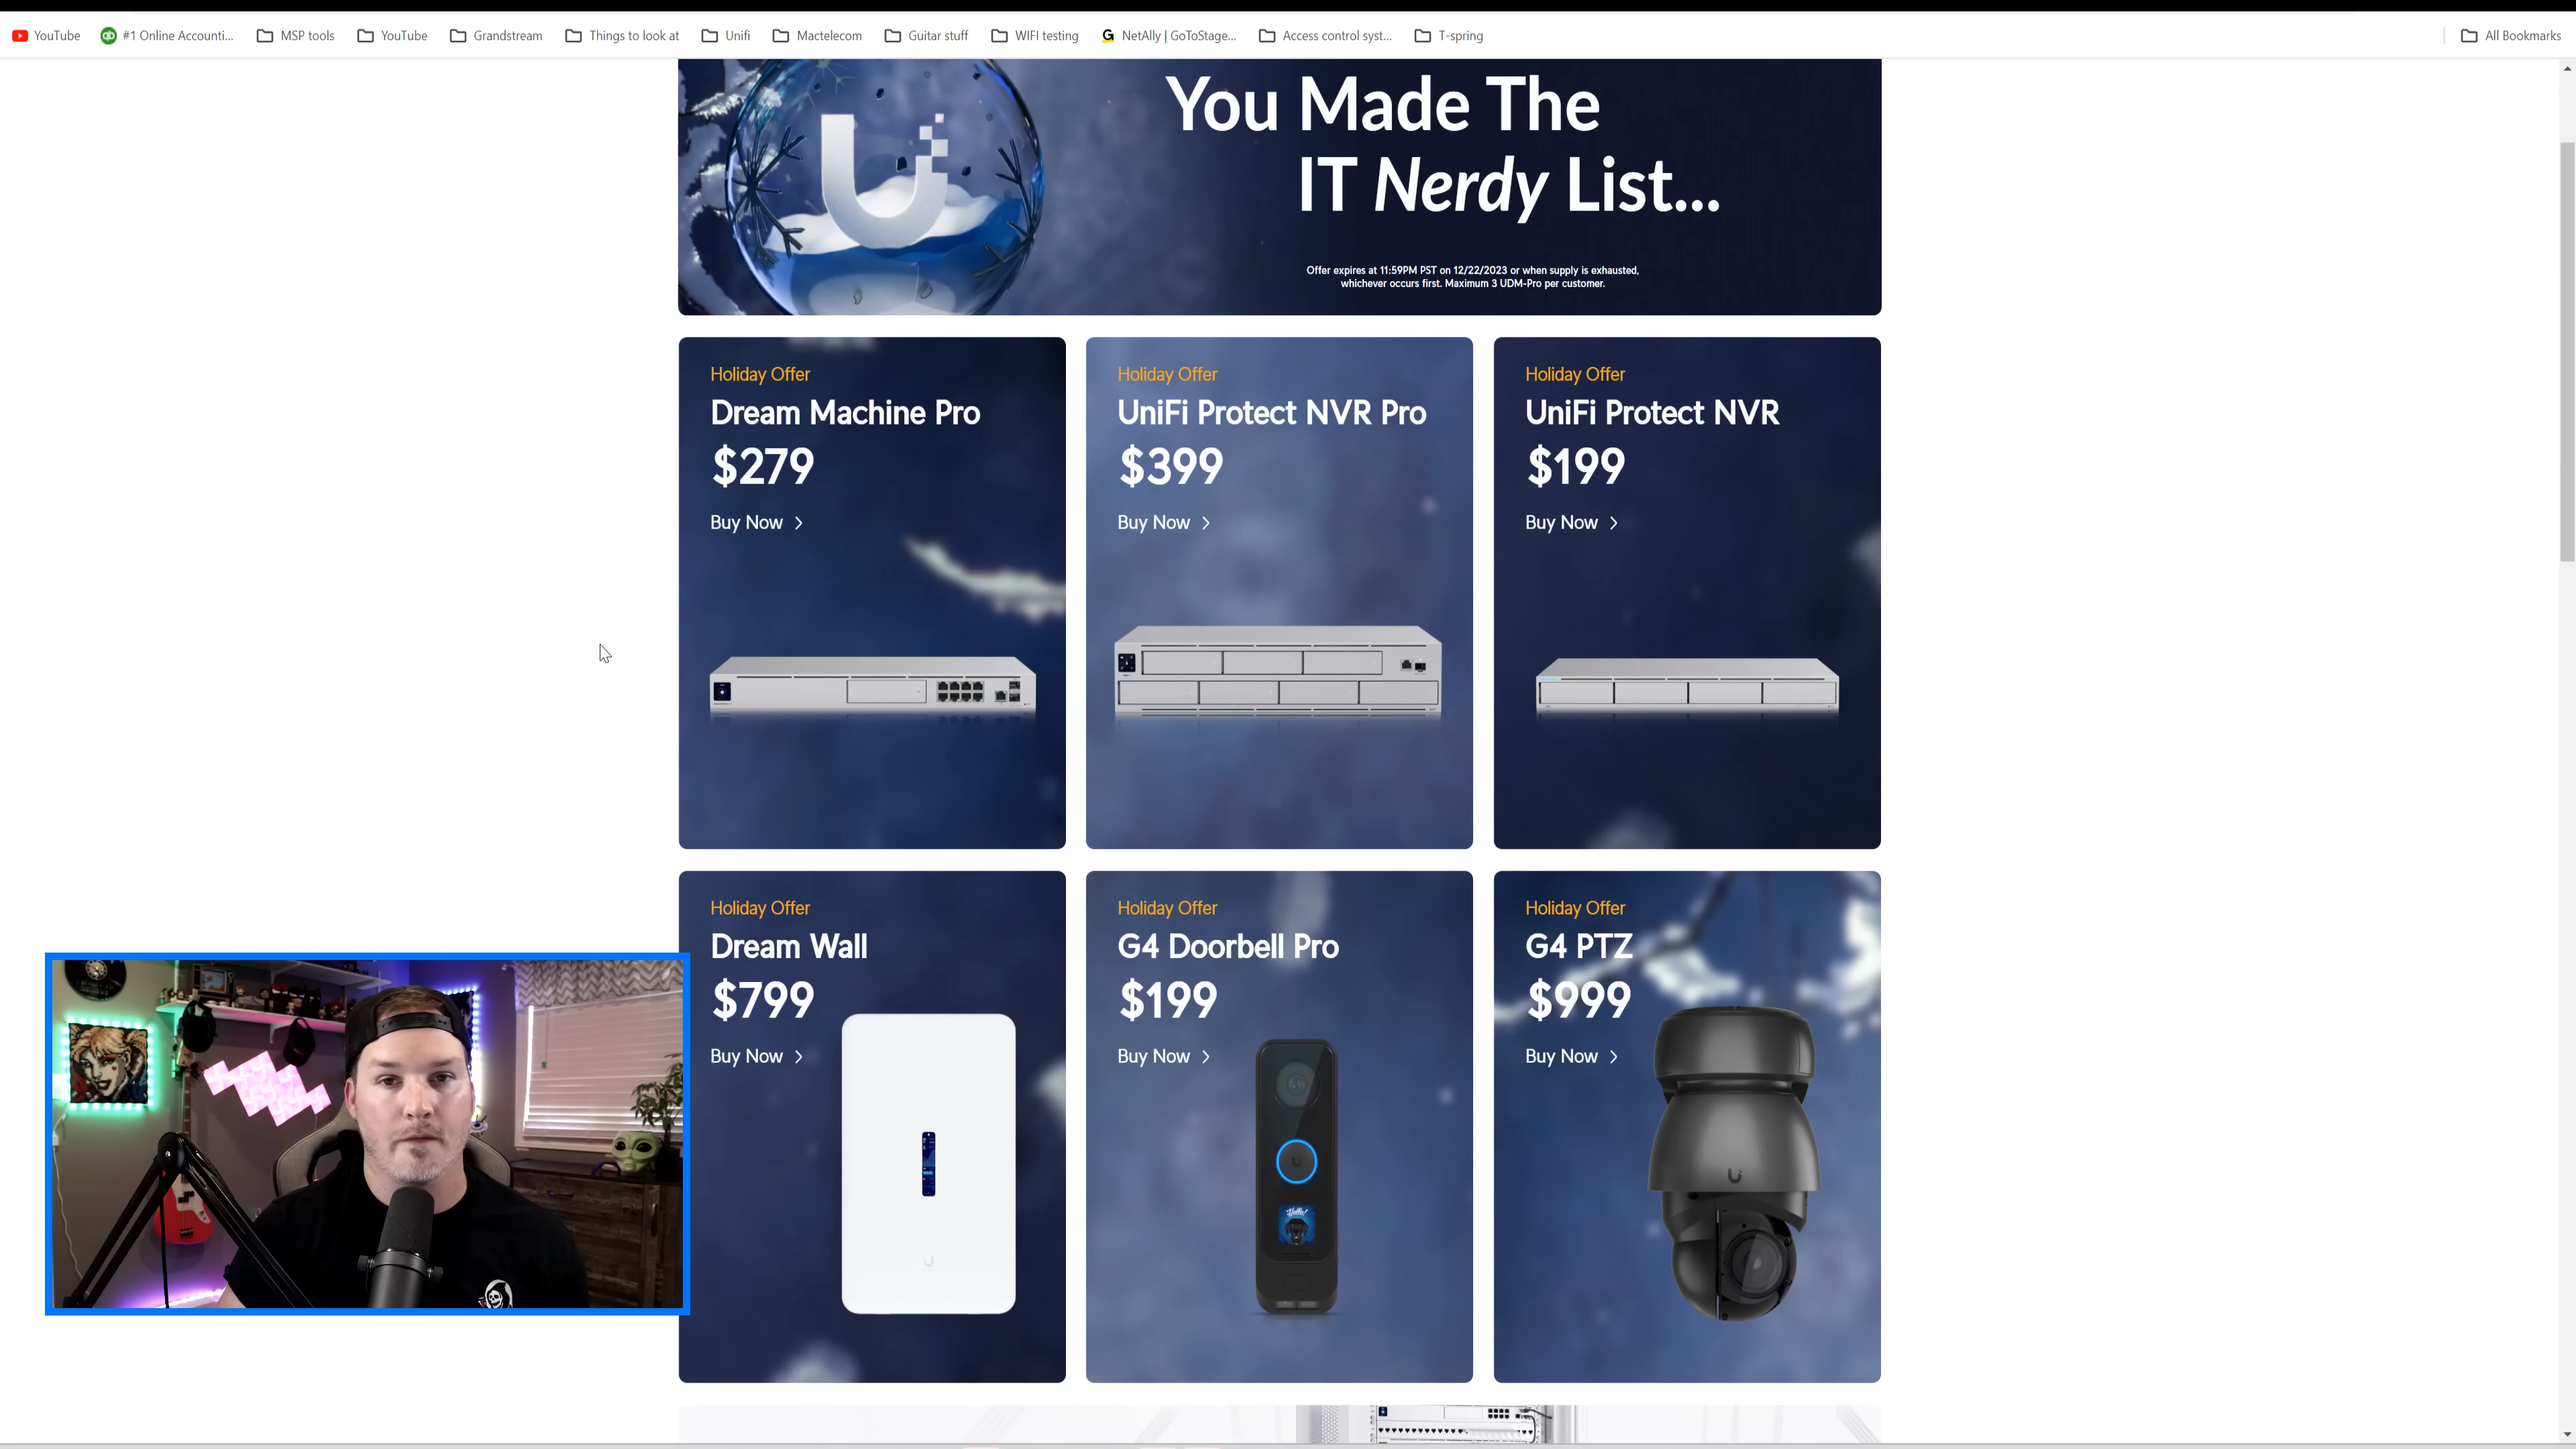 YouTube #1 Online Accounti... MSP tools YouTube Grandstream Things to look at Unifi Mactelecom Guitar stuff WIFI testing NetAlly | GoToStage... Access control syst... T-spring All Bookmarks
You Made The
IT Nerdy List...
Offer expires at 11:59PM PST on 12/22/2023 or when supply is exhausted,
whichever occurs first. Maximum 3 UDM-Pro per customer.
Holiday Offer
Dream Machine Pro
$279
Buy Now
Holiday Offer
UniFi Protect NVR Pro
$399
Buy Now
Holiday Offer
UniFi Protect NVR
$199
Buy Now
Holiday Offer
Dream Wall
$799
Buy Now
Holiday Offer
G4 Doorbell Pro
$199
Buy Now
Hello!
Holiday Offer
G4 PTZ
$999
Buy Now